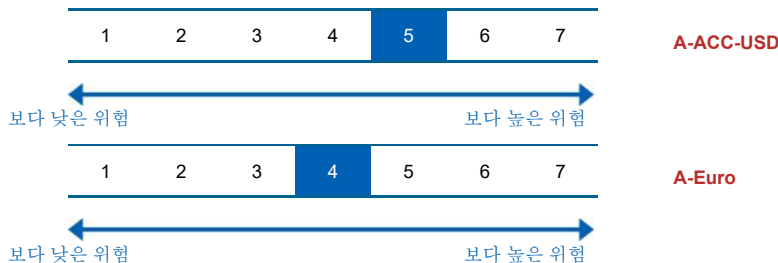 1 2 3 4 5 6 7 A-ACC-USD
보다 낮은 위험 보다 높은 위험
1 2 3 4 5 6 7 A-Euro
보다 낮은 위험 보다 높은 위험